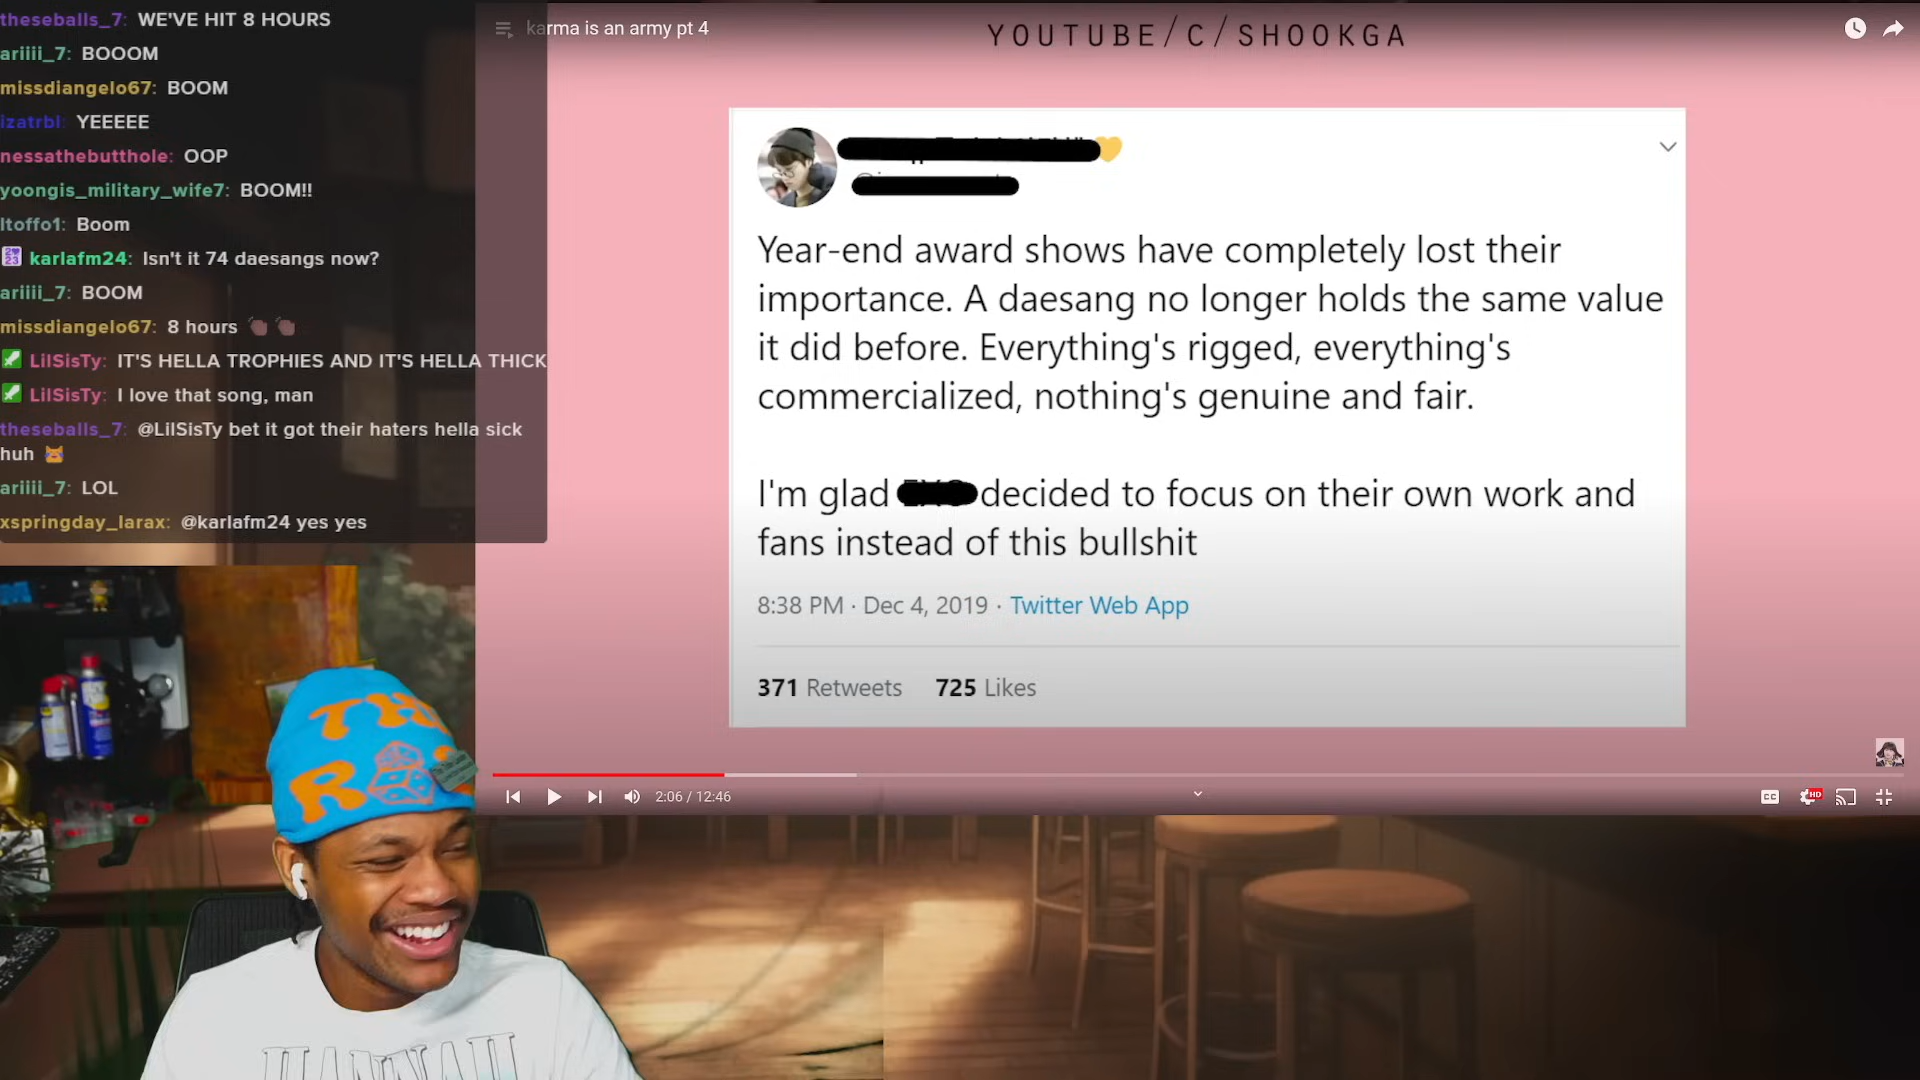 theseballs_7: WE'VE HIT 8 HOURS
ariiii_7: BOOOM
missdiangelo67: BOOM
izatrbl: YEEEEE
nessathebutthole: OOP
yoongis_military_wife7: BOOM!!
ltoffo1: Boom
karlafm24: Isn't it 74 daesangs now?
ariiii_7: BOOM
missdiangelo67: 8 hours
LilSisTy: IT'S HELLA TROPHIES AND IT'S HELLA THICK
LilSisTy: I love that song, man
theseballs_7: @LilSisTy bet it got their haters hella sick
huh
ariiii_7: LOL
xspringday_larax: @karlafm24 yes yes
karma is an army pt 4
YOUTUBE/C/SHOOKGA
Year-end award shows have completely lost their
importance. A daesang no longer holds the same value
it did before. Everything's rigged, everything's
commercialized, nothing's genuine and fair.
I'm glad decided to focus on their own work and
fans instead of this bullshit
8:38 PM · Dec 4, 2019 · Twitter Web App
371 Retweets 725 Likes
2:06 / 12:46
CC
HD
HANNAH